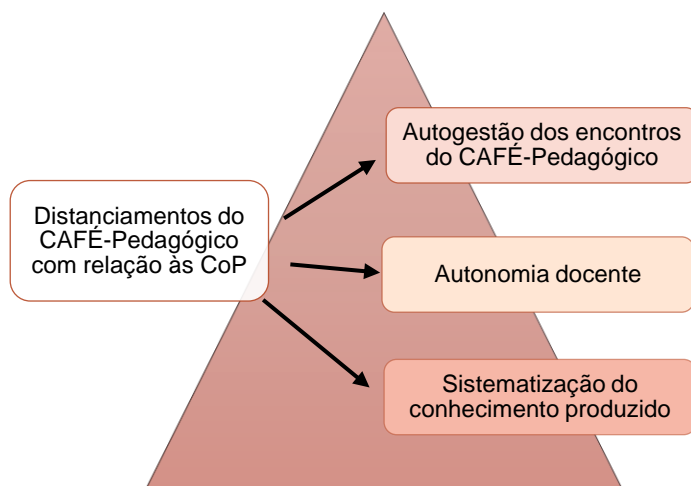 Distanciamentos do
CAFÉ-Pedagógico
com relação às CoP
Autogestão dos encontros
do CAFÉ-Pedagógico
Autonomia docente
Sistematização do
conhecimento produzido